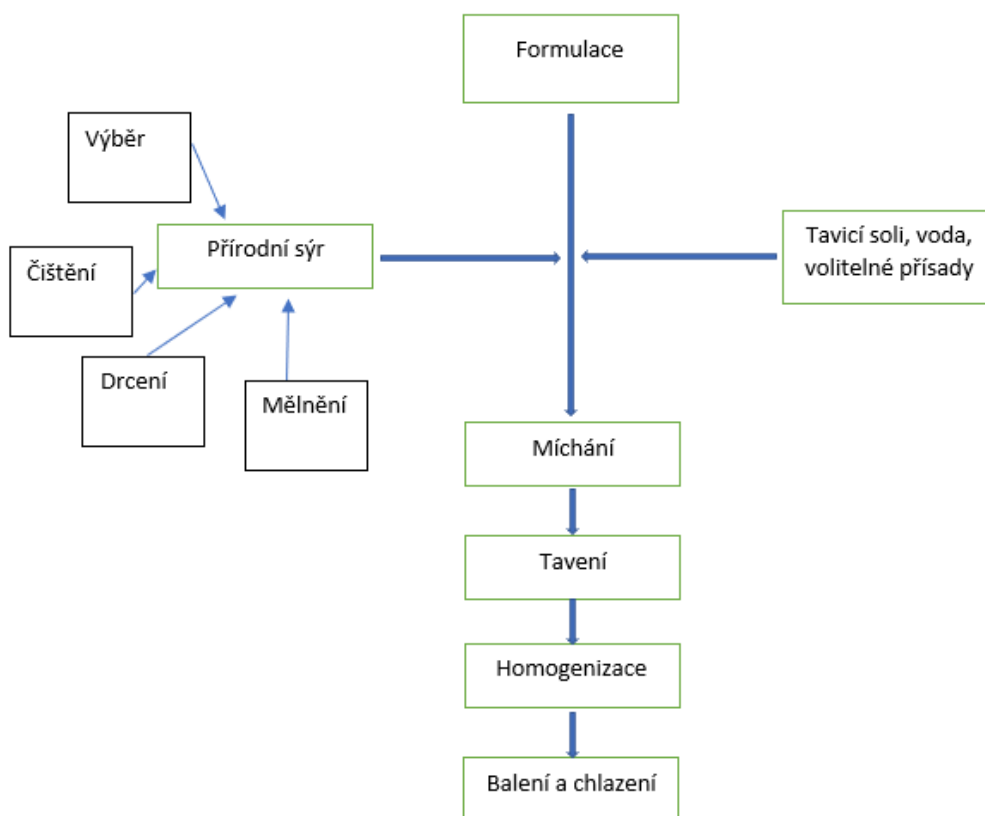 Formulace
Výběr
Přírodní sýr
Tavicí soli, voda,
volitelné přísady
Čištění
Drcení
Mělnění
Míchání
Tavení
Homogenizace
Balení a chlazení